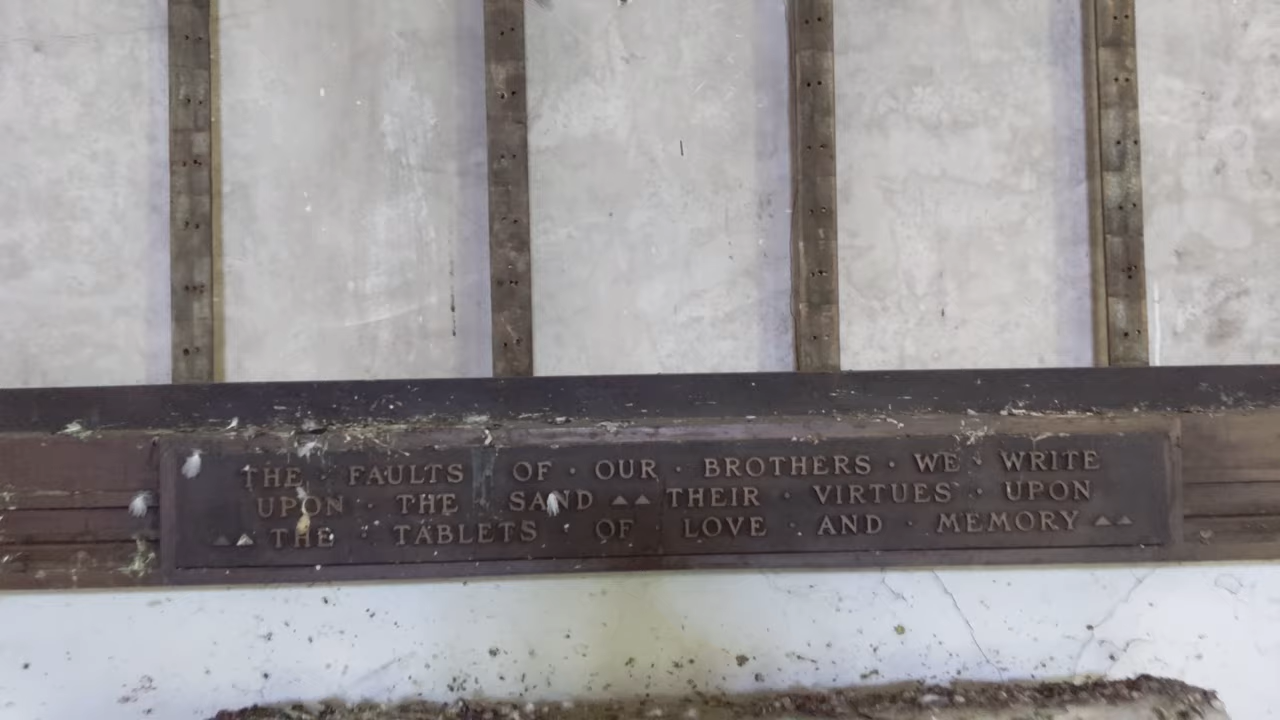 THE · FAULTS OF · OUR · BROTHERS · WE · WRITE
UPON · THE SAND THEIR · VIRTUES · UPON
THE · TABLETS OF · LOVE · AND · MEMORY